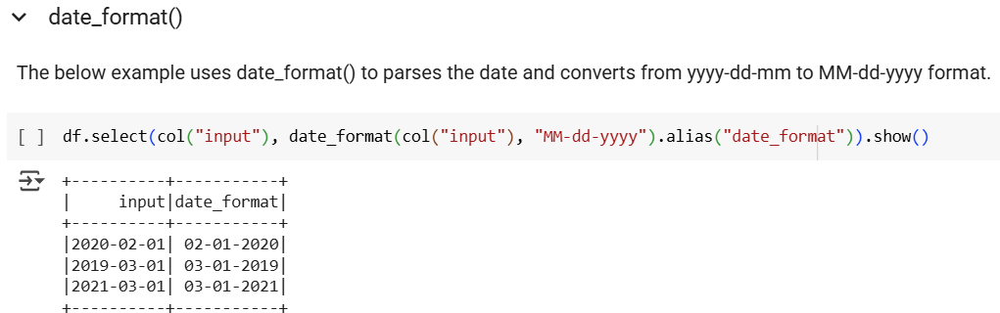 date_format()
The below example uses date_format() to parses the date and converts from yyyy-dd-mm to MM-dd-yyyy format.
[ ] df.select(col("input"), date_format(col("input"), "MM-dd-yyyy").alias("date_format")).show()
+----------+-----------+
|     input|date_format|
+----------+-----------+
|2020-02-01| 02-01-2020|
|2019-03-01| 03-01-2019|
|2021-03-01| 03-01-2021|
+----------+-----------+